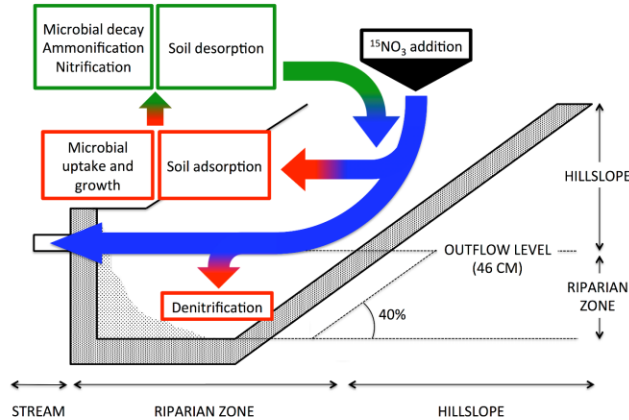 Microbial decay
Ammonification
Nitrification
Soil desorption
¹⁵NO₃ addition
Microbial
uptake and
growth
Soil adsorption
HILLSLOPE
OUTFLOW LEVEL
(46 CM)
RIPARIAN
ZONE
Denitrification
40%
STREAM
RIPARIAN ZONE
HILLSLOPE